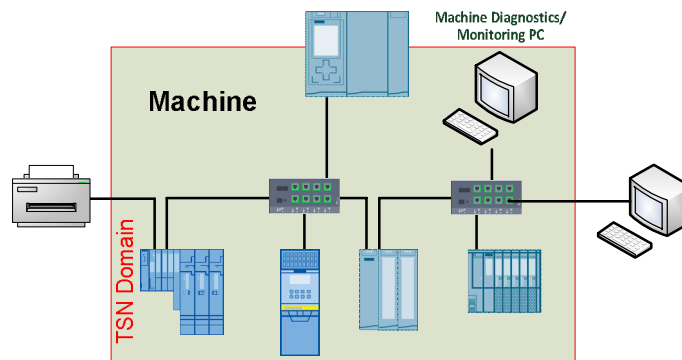 Machine Diagnostics/
Monitoring PC
Machine
TSN Domain